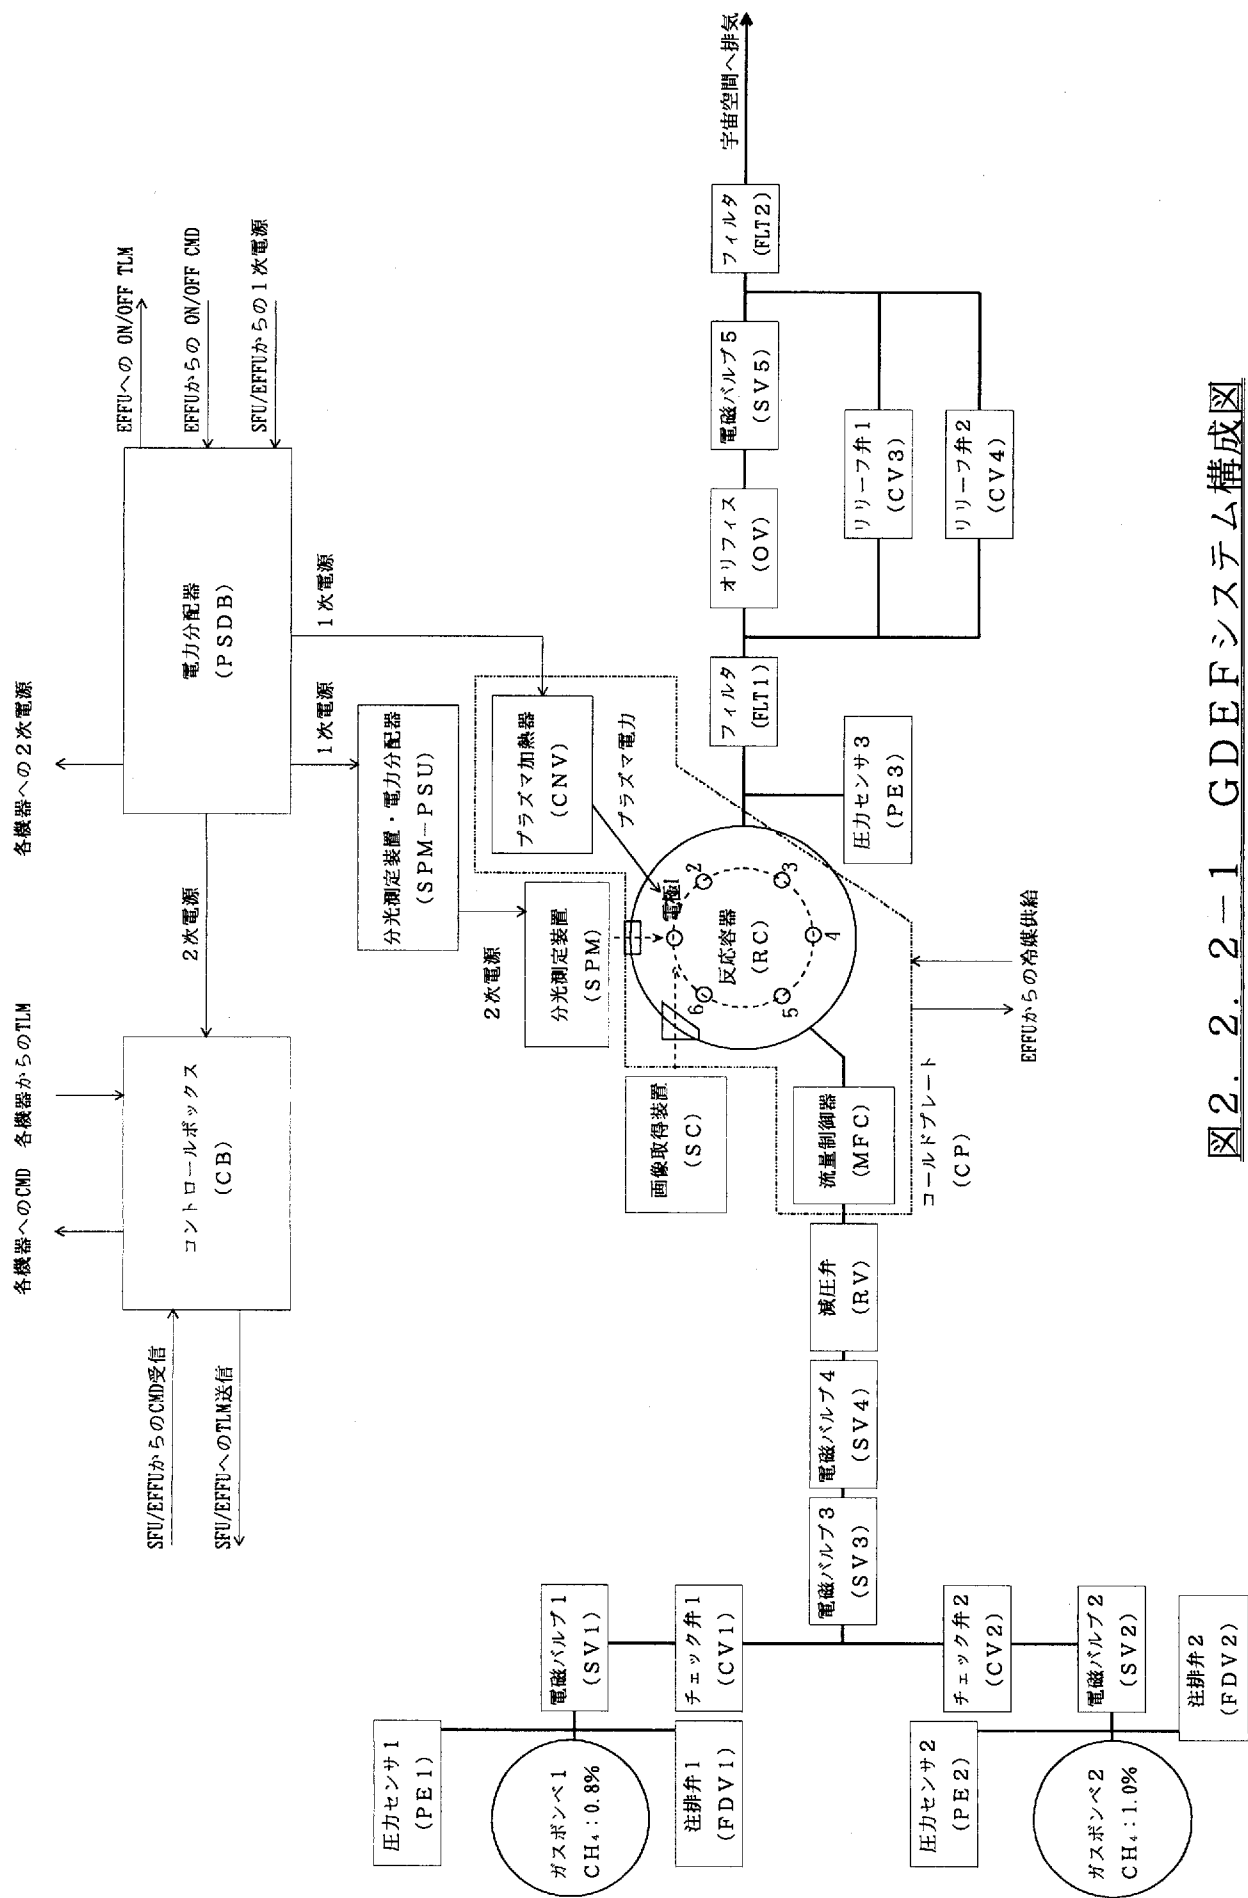 各機器へのCMD
各機器からのTLM
各機器への2次電源
SFU/EFFUからのCMD受信
SFU/EFFUへのTLM送信
コントロールボックス
(CB)
2次電源
電力分配器
(PSDB)
EFFUへの ON/OFF TLM
EFFUからの ON/OFF CMD
SFU/EFFUからの1次電源
1次電源
1次電源
分光測定装置・電力分配器
(SPM-PSU)
2次電源
分光測定装置
(SPM)
プラズマ加熱器
(CNV)
プラズマ電力
画像取得装置
(SC)
電極1
2
3
4
5
6
反応容器
(RC)
圧力センサ1
(PE1)
ガスボンベ1
CH₄:0.8%
注排弁1
(FDV1)
電磁バルブ1
(SV1)
チェック弁1
(CV1)
電磁バルブ3
(SV3)
電磁バルブ4
(SV4)
減圧弁
(RV)
流量制御器
(MFC)
圧力センサ3
(PE3)
フィルタ
(FLT1)
オリフィス
(OV)
電磁バルブ5
(SV5)
フィルタ
(FLT2)
宇宙空間へ排気
リリーフ弁1
(CV3)
リリーフ弁2
(CV4)
コールドプレート
(CP)
EFFUからの冷媒供給
チェック弁2
(CV2)
電磁バルブ2
(SV2)
圧力センサ2
(PE2)
ガスボンベ2
CH₄:1.0%
注排弁2
(FDV2)
図2.2.2-1 GDEFシステム構成図